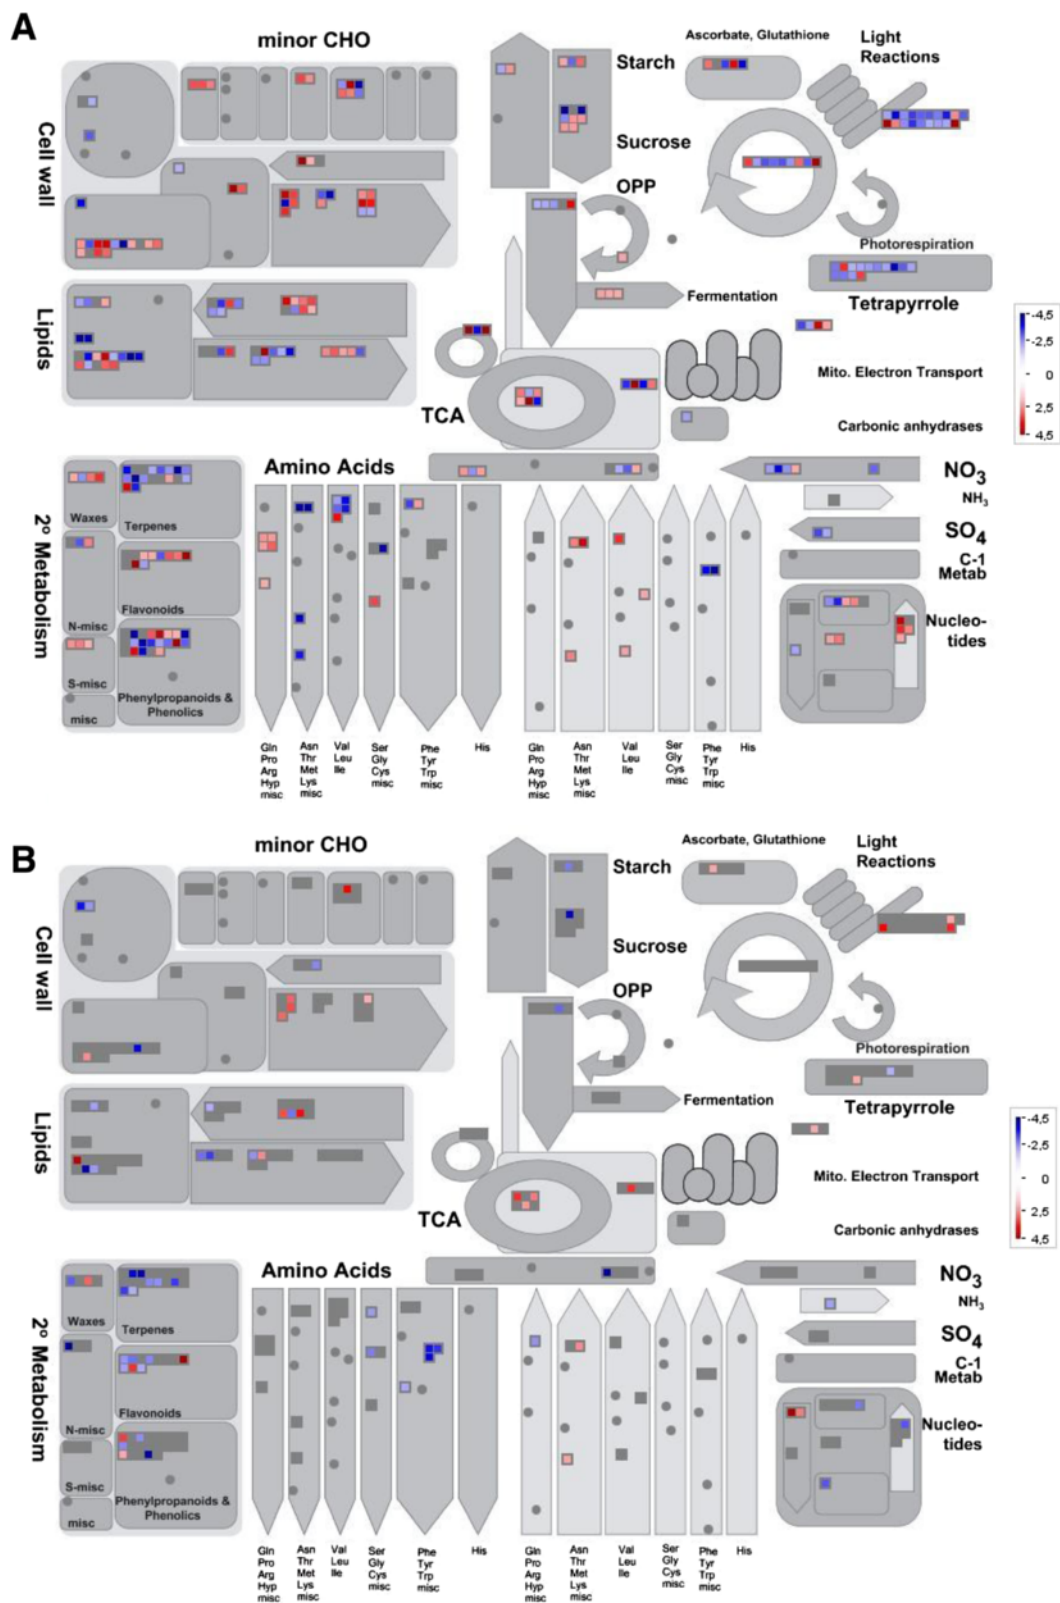 A
minor CHO
Ascorbate, Glutathione
Light
Reactions
Starch
Sucrose
Cell wall
OPP
Photorespiration
Fermentation
Tetrapyrrole
Lipids
Mito. Electron Transport
TCA
Carbonic anhydrases
-4,5
-2,5
0
2,5
4,5
Amino Acids
NO3
NH3
SO4
C-1
Metab
Nucleo-
tides
2º Metabolism
Waxes
Terpenes
Flavonoids
N-misc
S-misc
misc
Phenylpropanoids &
Phenolics
Gln
Pro
Arg
Hyp
misc
Asn
Thr
Met
Lys
misc
Val
Leu
Ile
Ser
Gly
Cys
misc
Phe
Tyr
Trp
misc
His
Gln
Pro
Arg
Hyp
misc
Asn
Thr
Met
Lys
misc
Val
Leu
Ile
Ser
Gly
Cys
misc
Phe
Tyr
Trp
misc
His
B
minor CHO
Ascorbate, Glutathione
Light
Reactions
Starch
Sucrose
Cell wall
OPP
Photorespiration
Fermentation
Tetrapyrrole
Lipids
Mito. Electron Transport
TCA
Carbonic anhydrases
-4,5
-2,5
0
2,5
4,5
Amino Acids
NO3
NH3
SO4
C-1
Metab
Nucleo-
tides
2º Metabolism
Waxes
Terpenes
Flavonoids
N-misc
S-misc
misc
Phenylpropanoids &
Phenolics
Gln
Pro
Arg
Hyp
misc
Asn
Thr
Met
Lys
misc
Val
Leu
Ile
Ser
Gly
Cys
misc
Phe
Tyr
Trp
misc
His
Gln
Pro
Arg
Hyp
misc
Asn
Thr
Met
Lys
misc
Val
Leu
Ile
Ser
Gly
Cys
misc
Phe
Tyr
Trp
misc
His